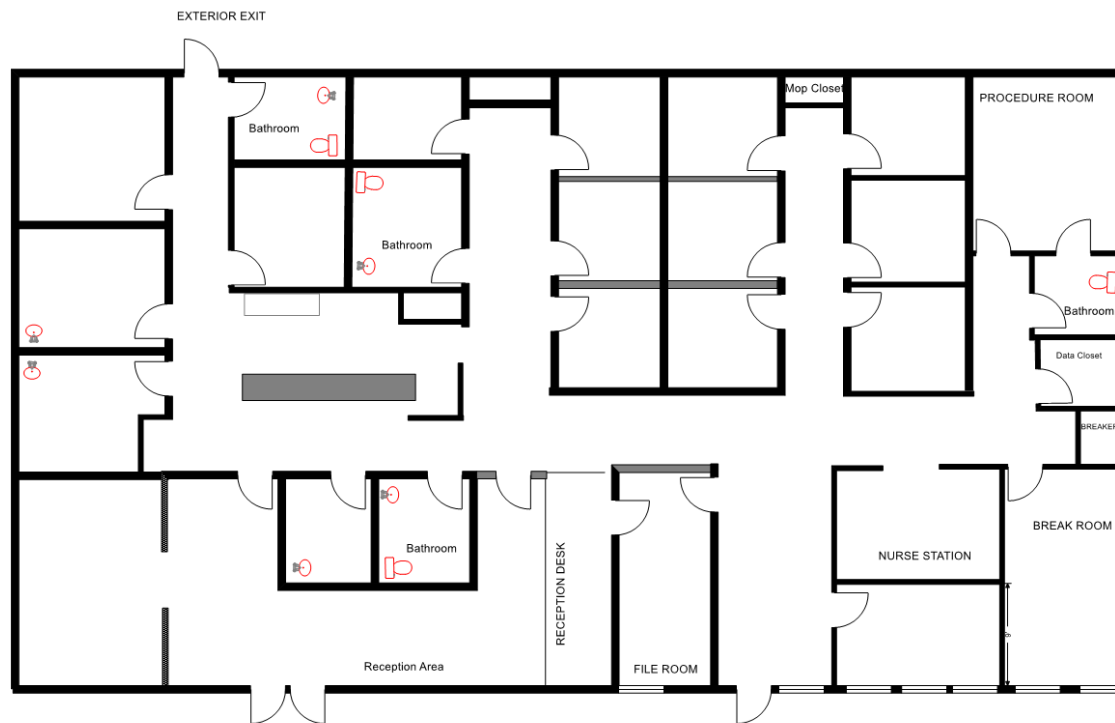 EXTERIOR EXIT
Mop Closet
PROCEDURE ROOM
Bathroom
Bathroom
Bathroom
Data Closet
BREAKER
BREAK ROOM
NURSE STATION
Bathroom
RECEPTION DESK
9'
Reception Area
FILE ROOM